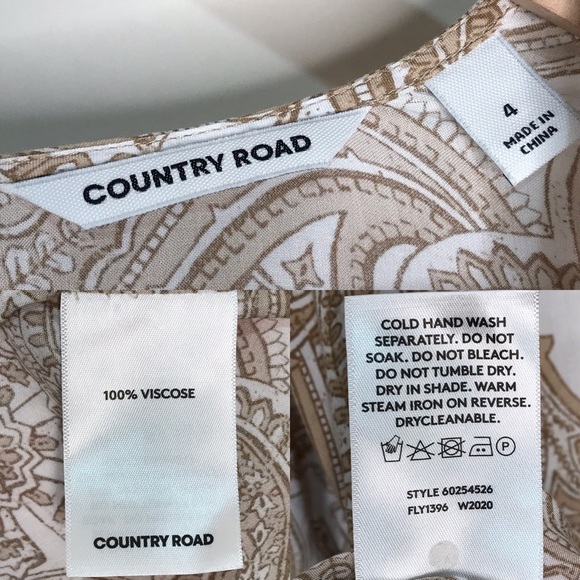 COUNTRY ROAD
4
MADE IN
CHINA
100% VISCOSE
COUNTRY ROAD
COLD HAND WASH
SEPARATELY. DO NOT
SOAK. DO NOT BLEACH.
DO NOT TUMBLE DRY.
DRY IN SHADE. WARM
STEAM IRON ON REVERSE.
DRYCLEANABLE.
P
STYLE 60254526
FLY1396 W2020